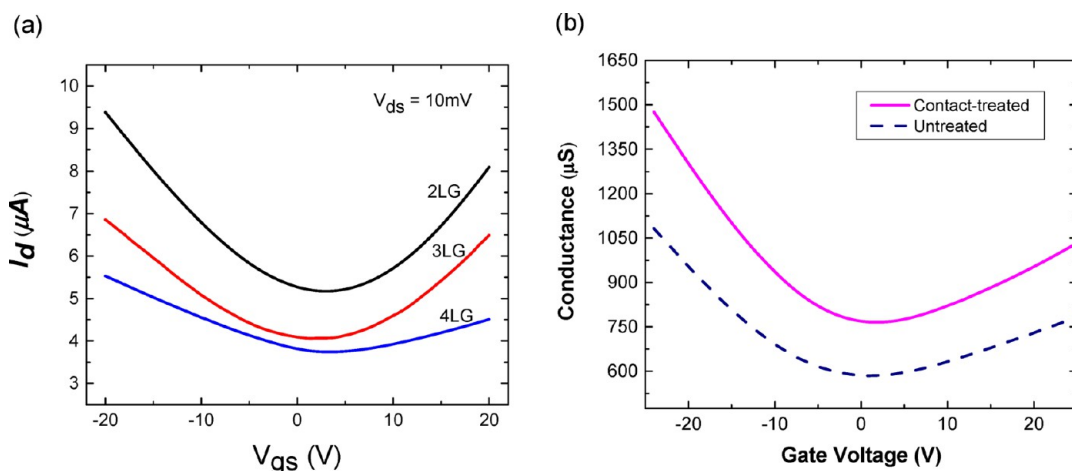 (a)
V_ds = 10mV
2LG
3LG
4LG
I_d (μA)
10
9
8
7
6
5
4
3
-20 -10 0 10 20
V_gs (V)
(b)
Contact-treated
Untreated
Conductance (μS)
1650
1500
1350
1200
1050
900
750
600
-20 -10 0 10 20
Gate Voltage (V)